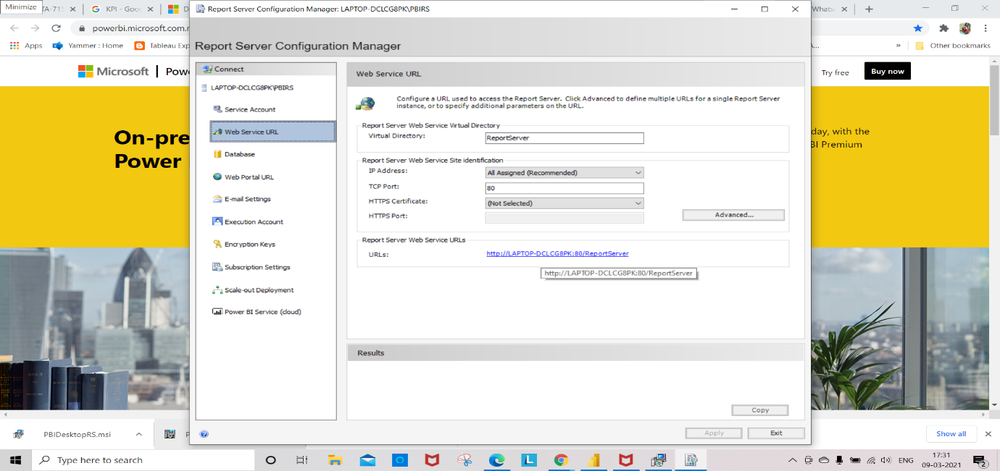 Minimize
TA-715
KPI - Goo
Report Server Configuration Manager: LAPTOP-DCLCG8PK\PBIRS
Whats
powerbi.microsoft.com
Apps
Yammer : Home
Tableau Exp
Other bookmarks
Microsoft
Pow
Try free
Buy now
On-pre
Power
day, with the
BI Premium
Report Server Configuration Manager
Connect
LAPTOP-DCLCG8PK\PBIRS
Service Account
Web Service URL
Database
Web Portal URL
E-mail Settings
Execution Account
Encryption Keys
Subscription Settings
Scale-out Deployment
Power BI Service (cloud)
Web Service URL
Configure a URL used to access the Report Server. Click Advanced to define multiple URLs for a single Report Server
instance, or to specify additional parameters on the URL.
Report Server Web Service Virtual Directory
Virtual Directory: ReportServer
Report Server Web Service Site identification
IP Address: All Assigned (Recommended)
TCP Port: 80
HTTPS Certificate: (Not Selected)
HTTPS Port:
Advanced...
Report Server Web Service URLs
URLs: http://LAPTOP-DCLCG8PK:80/ReportServer
http://LAPTOP-DCLCG8PK:80/ReportServer
Results
Copy
Apply
Exit
PBIDesktopRS.msi
Show all
Type here to search
ENG
17:31
09-03-2021
2